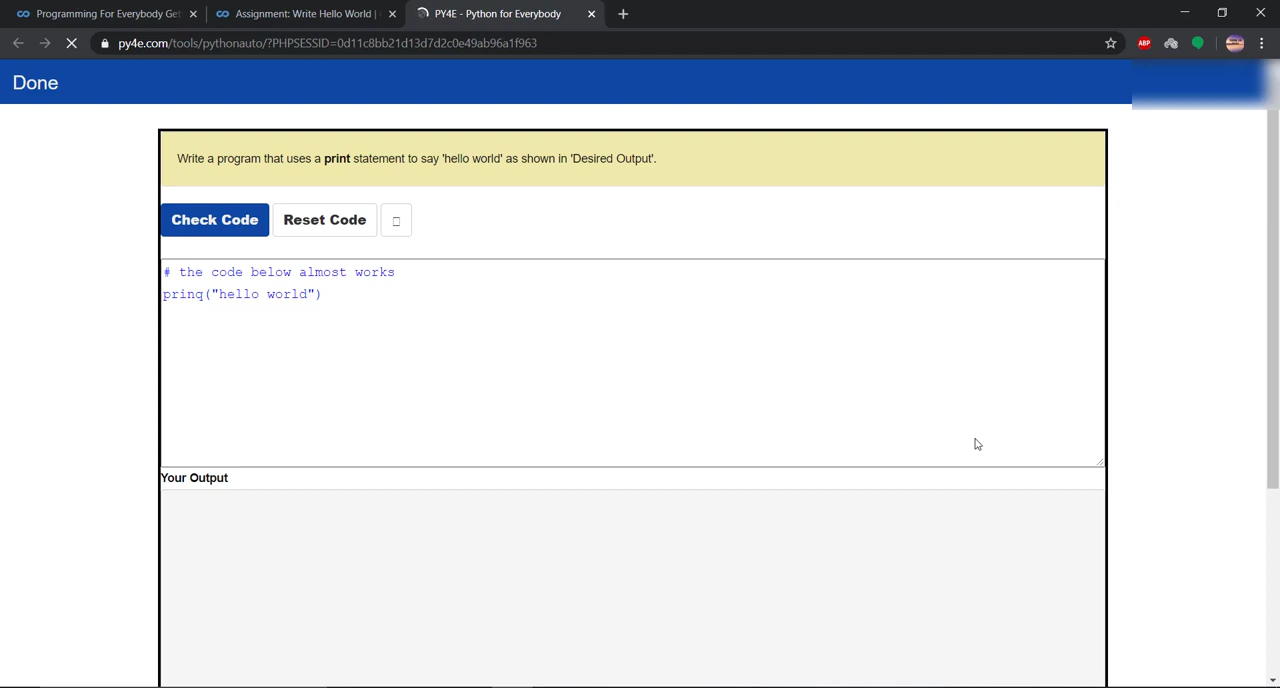 Programming For Everybody Get
Assignment: Write Hello World |
PY4E - Python for Everybody
py4e.com/tools/pythonauto/?PHPSESSID=0d11c8bb21d13d7d2c0e49ab96a1f963
ABP
Done
Write a program that uses a print statement to say 'hello world' as shown in 'Desired Output'.
Check Code
Reset Code
# the code below almost works
prinq("hello world")
Your Output